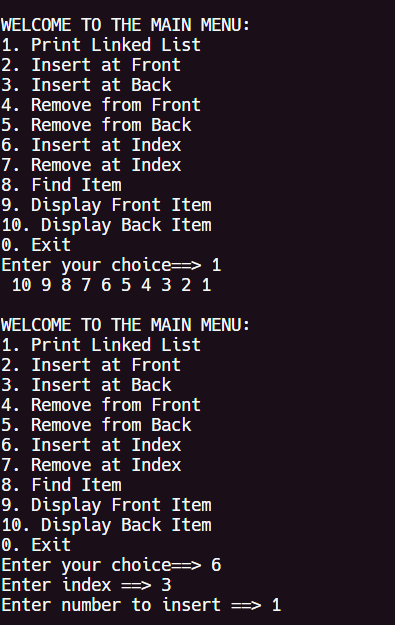 WELCOME TO THE MAIN MENU:
1. Print Linked List
2. Insert at Front
3. Insert at Back
4. Remove from Front
5. Remove from Back
6. Insert at Index
7. Remove at Index
8. Find Item
9. Display Front Item
10. Display Back Item
0. Exit
Enter your choice==> 1
10 9 8 7 6 5 4 3 2 1
WELCOME TO THE MAIN MENU:
1. Print Linked List
2. Insert at Front
3. Insert at Back
4. Remove from Front
5. Remove from Back
6. Insert at Index
7. Remove at Index
8. Find Item
9. Display Front Item
10. Display Back Item
0. Exit
Enter your choice==> 6
Enter index ==> 3
Enter number to insert ==> 1